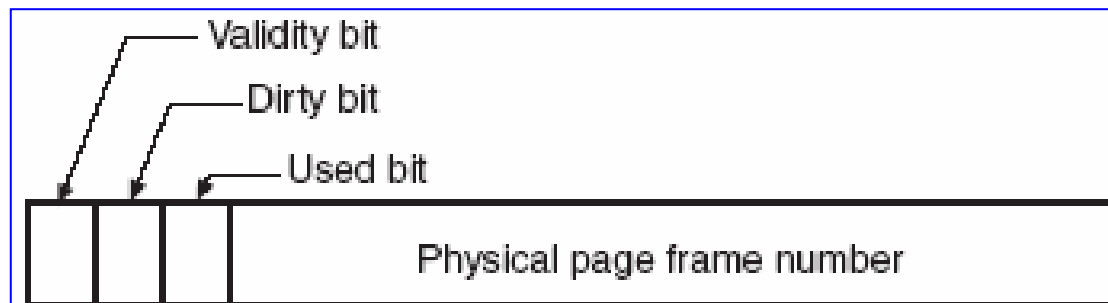 Validity bit
Dirty bit
Used bit
Physical page frame number